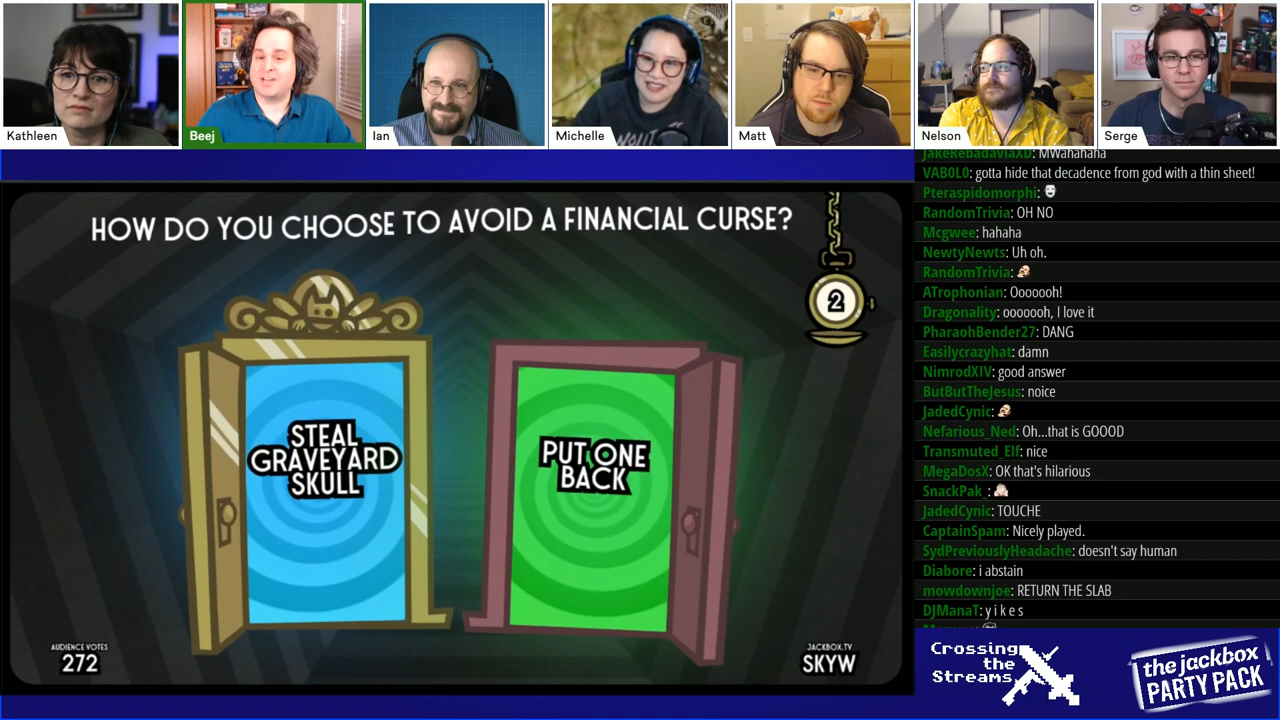 Kathleen
Beej
Ian
Michelle
Matt
Nelson
Serge
HOW DO YOU CHOOSE TO AVOID A FINANCIAL CURSE?
2
STEAL
GRAVEYARD
SKULL
PUT ONE
BACK
AUDIENCE VOTES
272
JACKBOX.TV
SKYW
JakeRebadaviaXD: MWahahaha
VAB0L0: gotta hide that decadence from god with a thin sheet!
Pteraspidomorphi:
RandomTrivia: OH NO
Mcgwee: hahaha
NewtyNewts: Uh oh.
RandomTrivia:
ATrophonian: Ooooooh!
Dragonality: ooooooh, I love it
PharaohBender27: DANG
Easilycrazyhat: damn
NimrodXIV: good answer
ButButTheJesus: noice
JadedCynic:
Nefarious_Ned: Oh...that is GOOOD
Transmuted_Elf: nice
MegaDosX: OK that's hilarious
SnackPak_:
JadedCynic: TOUCHE
CaptainSpam: Nicely played.
SydPreviouslyHeadache: doesn't say human
Diabore: i abstain
mowdownjoe: RETURN THE SLAB
DJManaT: y i k e s
Crossing
the
Streams
the jackbox
PARTY PACK